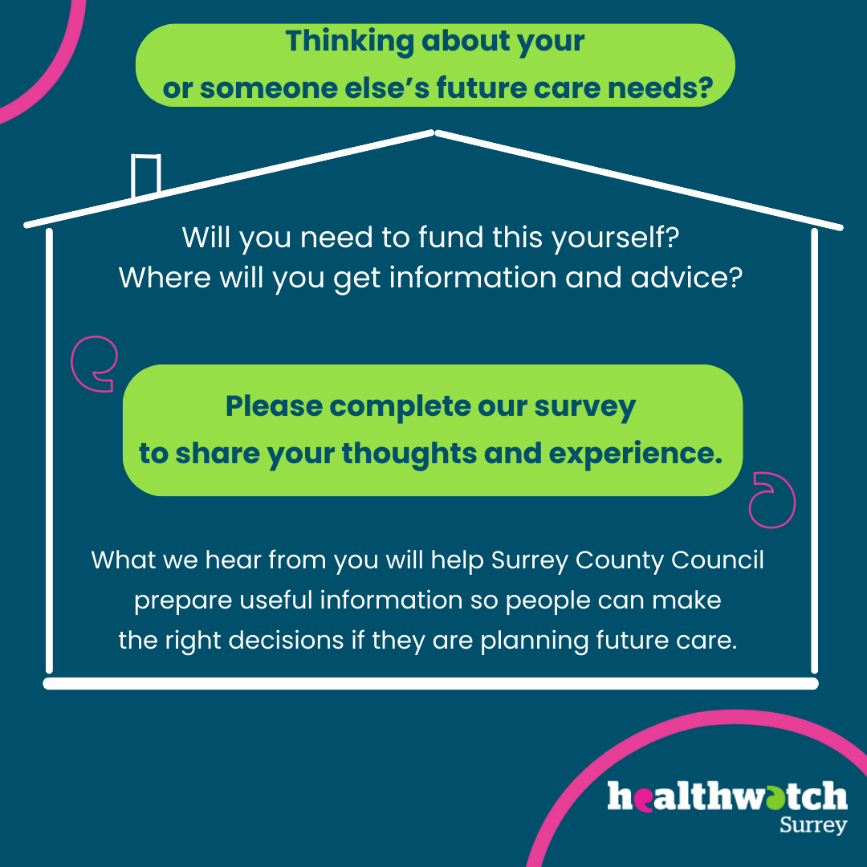 Thinking about your
or someone else’s future care needs?
Will you need to fund this yourself?
Where will you get information and advice?
Please complete our survey
to share your thoughts and experience.
What we hear from you will help Surrey County Council
prepare useful information so people can make
the right decisions if they are planning future care.
healthwatch
Surrey